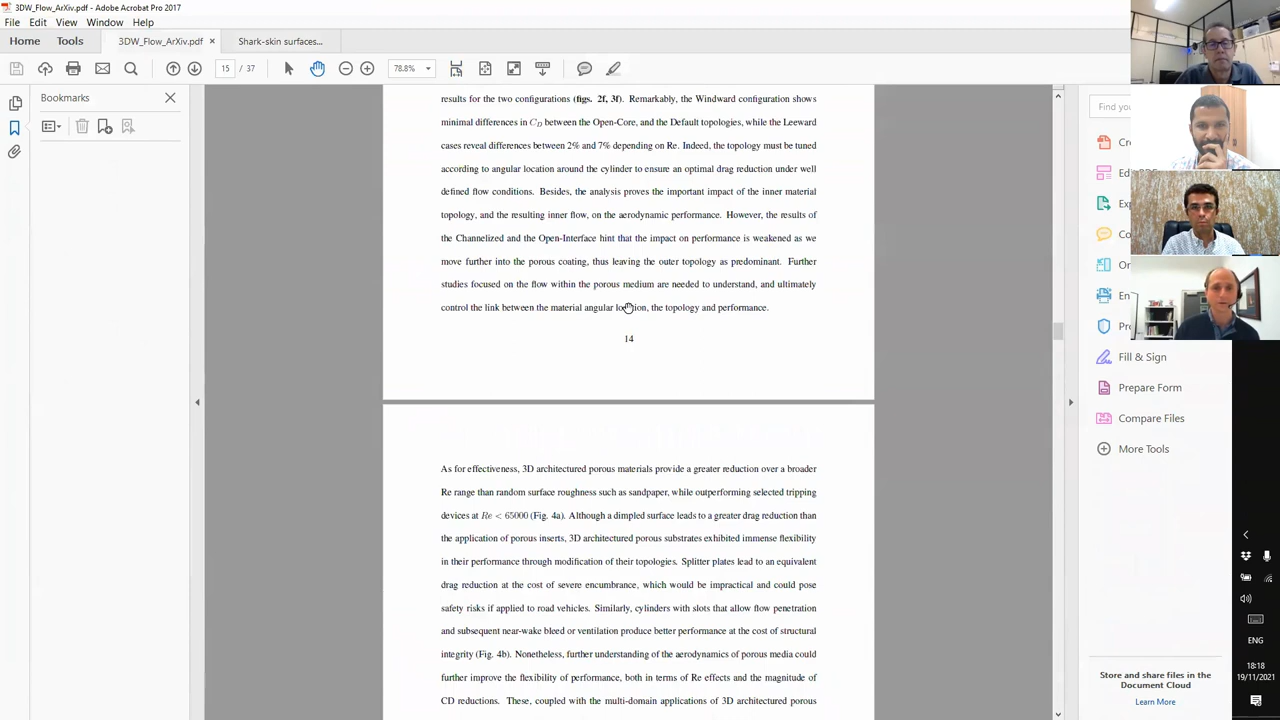 3DW_Flow_ArXiv.pdf - Adobe Acrobat Pro 2017
File Edit View Window Help
Home Tools 3DW_Flow_ArXiv.pdf × Shark-skin surfaces...
15 / 37 78.8%
Bookmarks
results for the two configurations (figs. 2f, 3f). Remarkably, the Windward configuration shows
minimal differences in CD between the Open-Core, and the Default topologies, while the Leeward
cases reveal differences between 2% and 7% depending on Re. Indeed, the topology must be tuned
according to angular location around the cylinder to ensure an optimal drag reduction under well
defined flow conditions. Besides, the analysis proves the important impact of the inner material
topology, and the resulting inner flow, on the aerodynamic performance. However, the results of
the Channelized and the Open-Interface hint that the impact on performance is weakened as we
move further into the porous coating, thus leaving the outer topology as predominant. Further
studies focused on the flow within the porous medium are needed to understand, and ultimately
control the link between the material angular location, the topology and performance.
14
As for effectiveness, 3D architectured porous materials provide a greater reduction over a broader
Re range than random surface roughness such as sandpaper, while outperforming selected tripping
devices at Re < 65000 (Fig. 4a). Although a dimpled surface leads to a greater drag reduction than
the application of porous inserts, 3D architectured porous substrates exhibited immense flexibility
in their performance through modification of their topologies. Splitter plates lead to an equivalent
drag reduction at the cost of severe encumbrance, which would be impractical and could pose
safety risks if applied to road vehicles. Similarly, cylinders with slots that allow flow penetration
and subsequent near-wake bleed or ventilation produce better performance at the cost of structural
integrity (Fig. 4b). Nonetheless, further understanding of the aerodynamics of porous media could
further improve the flexibility of performance, both in terms of Re effects and the magnitude of
CD reductions. These, coupled with the multi-domain applications of 3D architectured porous
Find you
Cr
Ed
Exp
Co
Or
En
Pr
Fill & Sign
Prepare Form
Compare Files
More Tools
Store and share files in the
Document Cloud
Learn More
ENG
18:18
19/11/2021